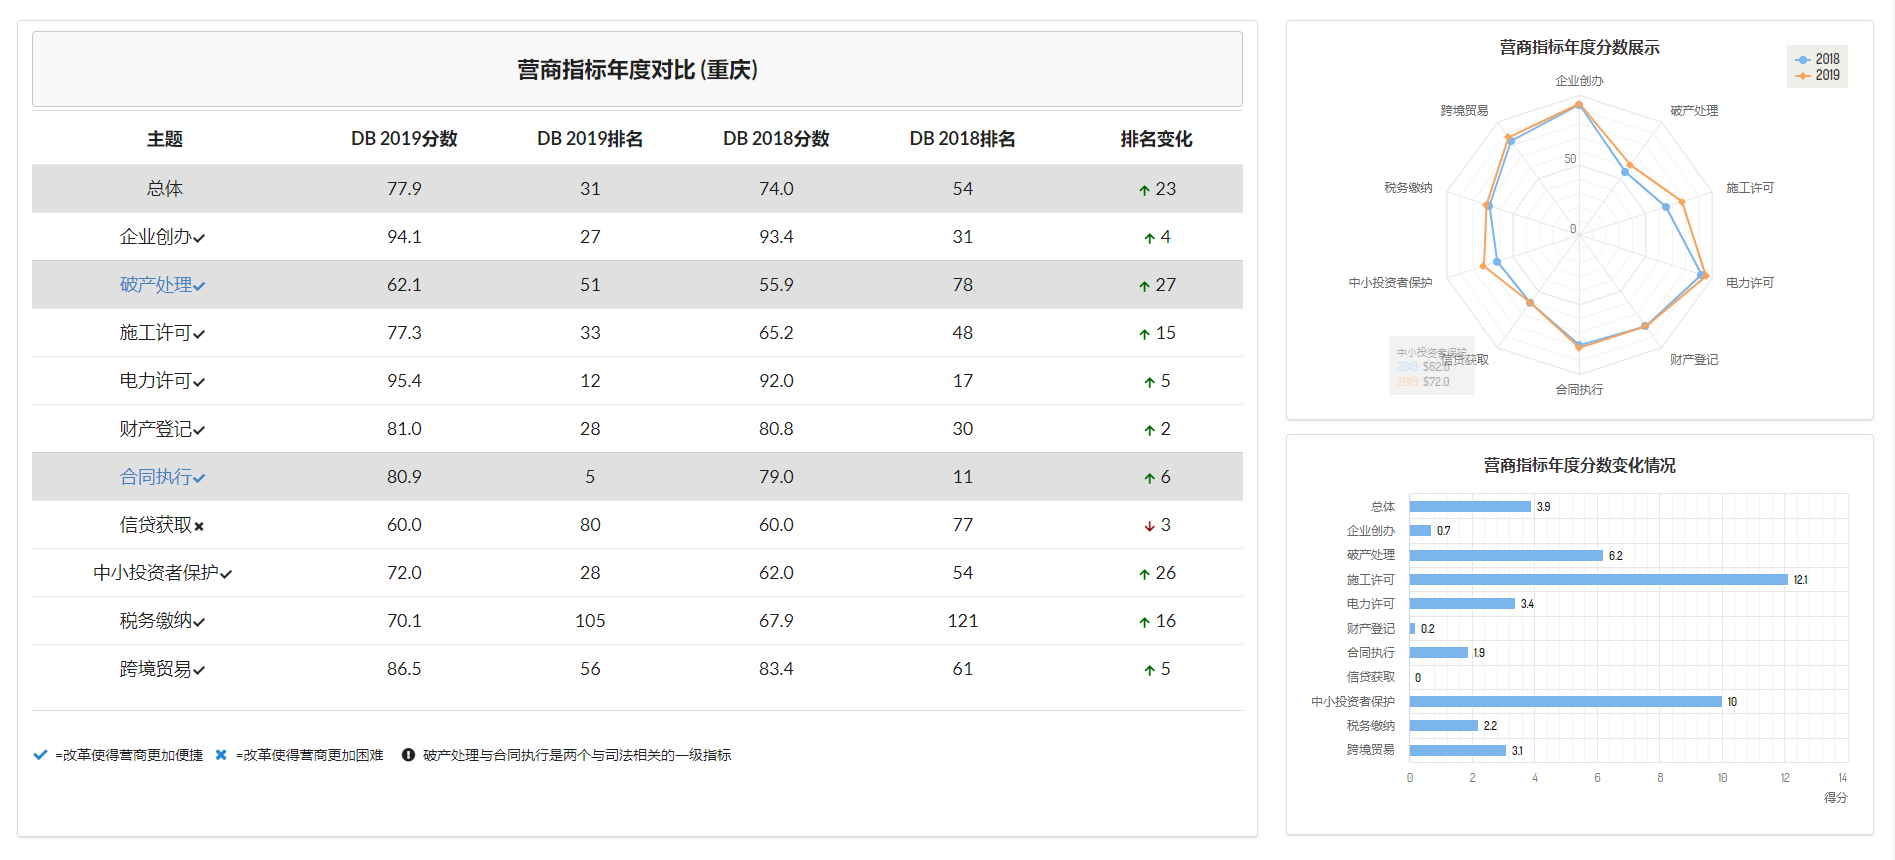 营商指标年度对比 (重庆)
主题 DB 2019分数 DB 2019排名 DB 2018分数 DB 2018排名 排名变化
总体 77.9 31 74.0 54 ↑ 23
企业创办✔ 94.1 27 93.4 31 ↑ 4
破产处理✔ 62.1 51 55.9 78 ↑ 27
施工许可✔ 77.3 33 65.2 48 ↑ 15
电力许可✔ 95.4 12 92.0 17 ↑ 5
财产登记✔ 81.0 28 80.8 30 ↑ 2
合同执行✔ 80.9 5 79.0 11 ↑ 6
信贷获取✖ 60.0 80 60.0 77 ↓ 3
中小投资者保护✔ 72.0 28 62.0 54 ↑ 26
税务缴纳✔ 70.1 105 67.9 121 ↑ 16
跨境贸易✔ 86.5 56 83.4 61 ↑ 5
✔ =改革使得营商更加便捷 ✖ =改革使得营商更加困难 ! 破产处理与合同执行是两个与司法相关的一级指标
营商指标年度分数展示
2018
2019
企业创办
跨境贸易 破产处理
50
税务缴纳 施工许可
0
中小投资者保护 电力许可
中小投资者保护
信贷获取 财产登记
2018: $62.0
2019: $72.0
合同执行
营商指标年度分数变化情况
总体 3.9
企业创办 0.7
破产处理 6.2
施工许可 12.1
电力许可 3.4
财产登记 0.2
合同执行 1.9
信贷获取 0
中小投资者保护 10
税务缴纳 2.2
跨境贸易 3.1
0 2 4 6 8 10 12 14
得分